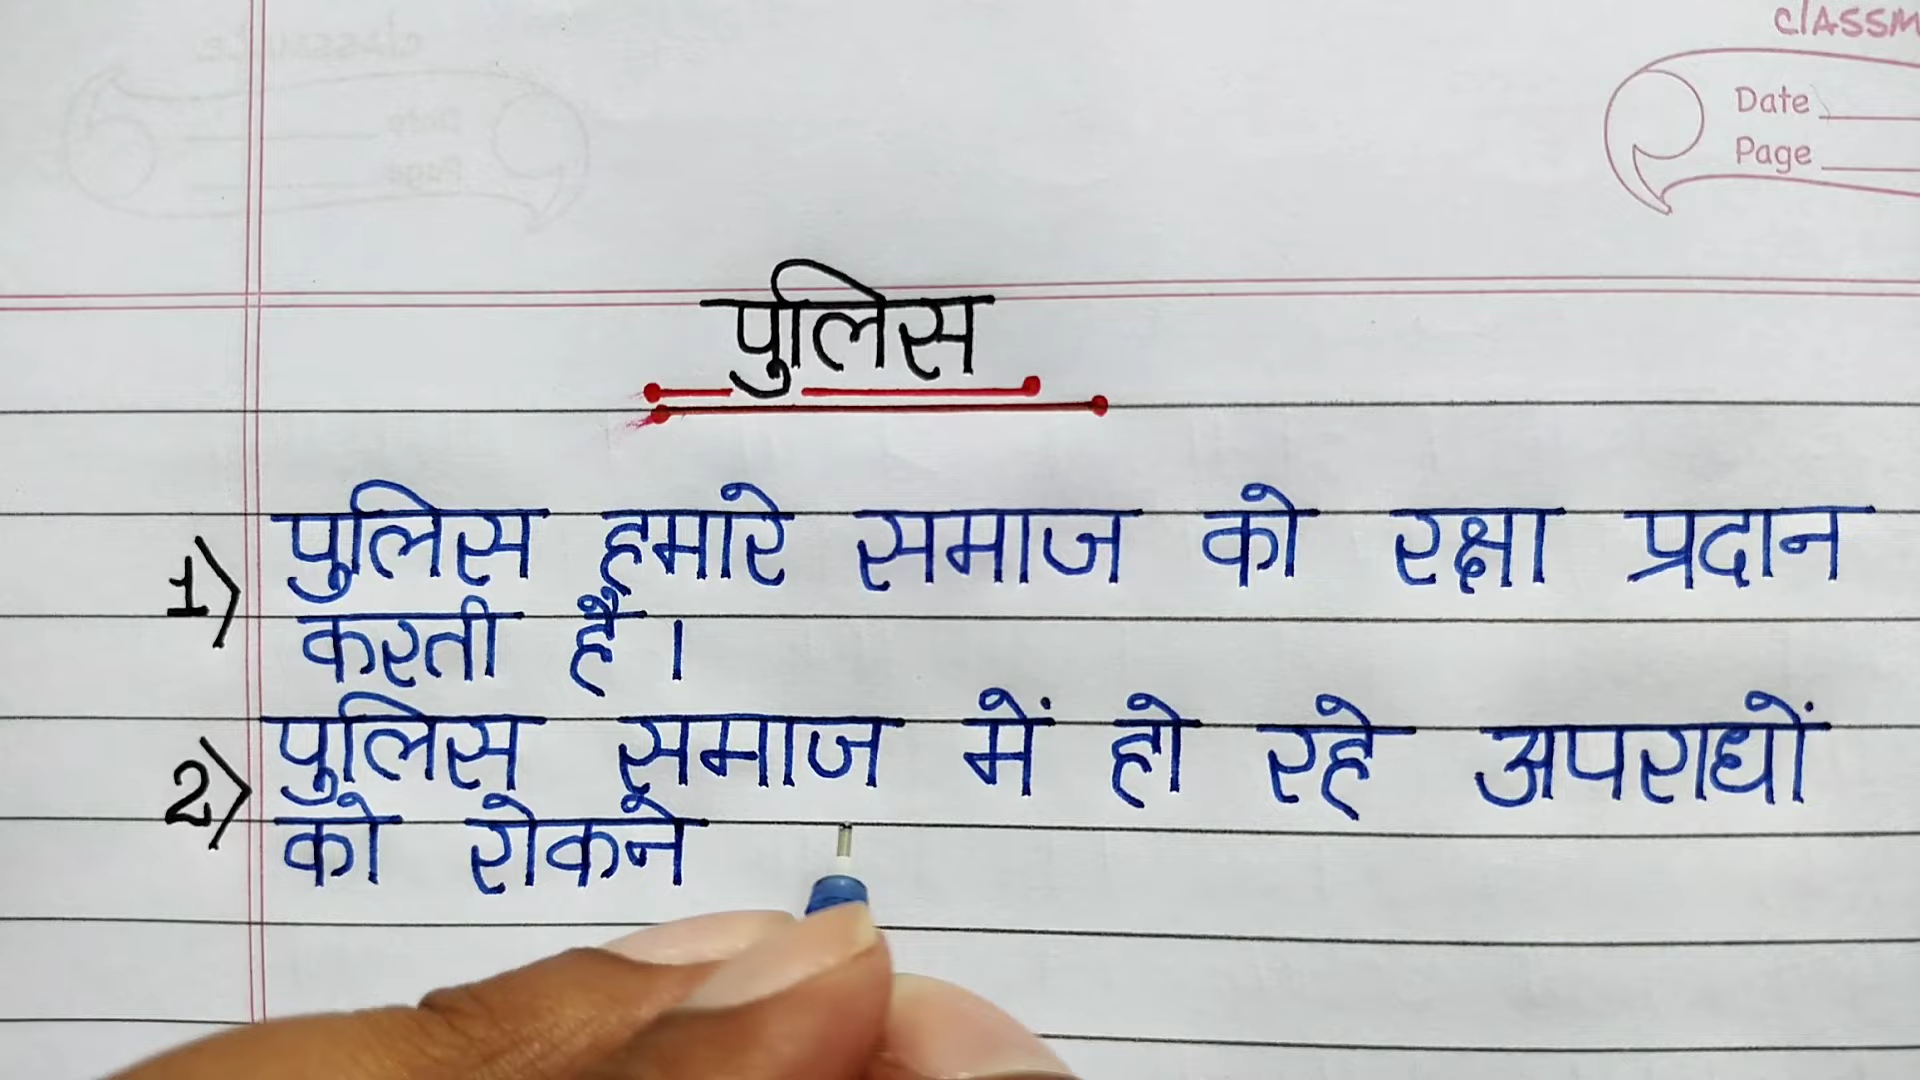 classm
Date
Page
पुलिस
1) पुलिस हमारे समाज को रक्षा प्रदान
करती है।
2) पुलिस समाज में हो रहे अपराधों
को रोकने